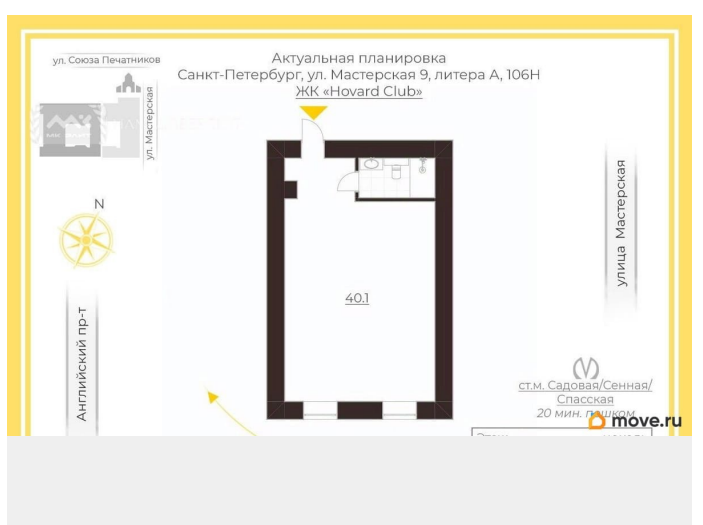 ул. Союза Печатников
Актуальная планировка
Санкт-Петербург, ул. Мастерская 9, литера А, 106Н
ЖК «Hovard Club»
ул. Мастерская
N
улица Мастерская
40.1
Английский пр-т
ст.м. Садовая/Сенная/
Спасская
20 мин. пешком
move.ru